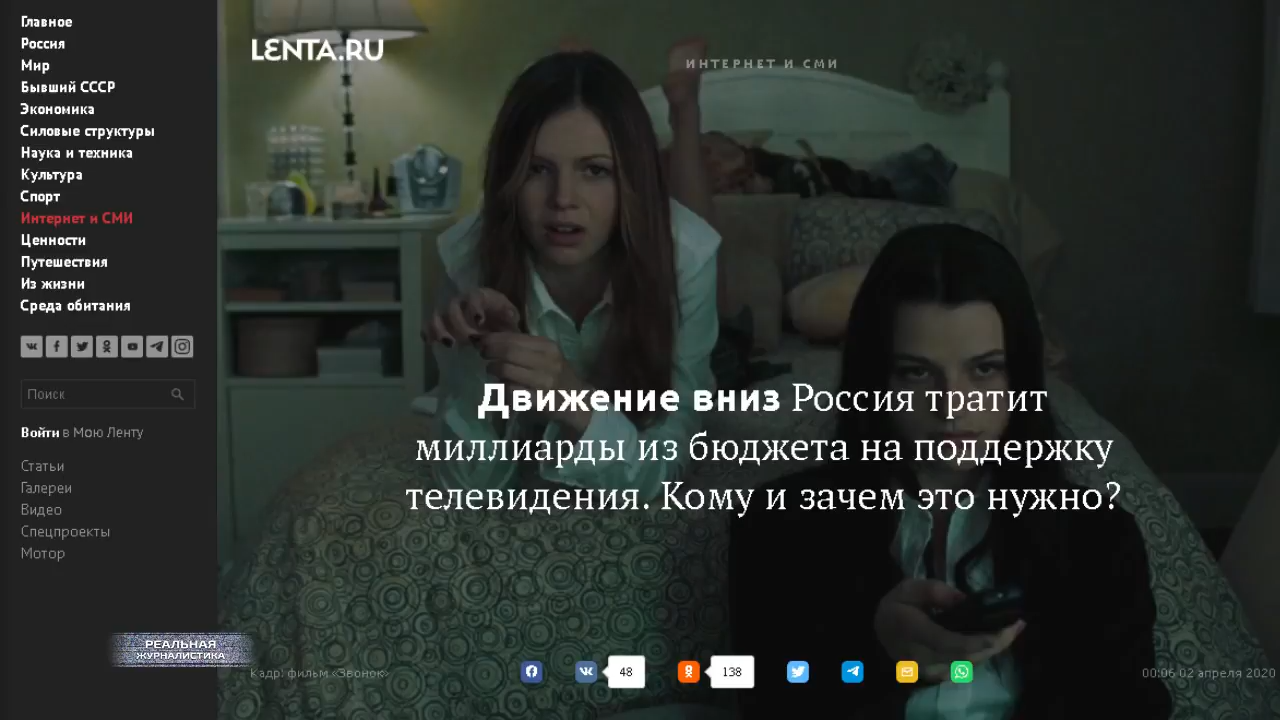 Главное
Россия
Мир
Бывший СССР
Экономика
Силовые структуры
Наука и техника
Культура
Спорт
Интернет и СМИ
Ценности
Путешествия
Из жизни
Среда обитания
Поиск
Войти в Мою Ленту
Статьи
Галереи
Видео
Спецпроекты
Мотор
РЕАЛЬНАЯ
ЖУРНАЛИСТИКА
LENTA.RU
ИНТЕРНЕТ И СМИ
Движение вниз Россия тратит
миллиарды из бюджета на поддержку
телевидения. Кому и зачем это нужно?
Кадр: фильм «Звонок»
48
138
00:06 02 апреля 2020